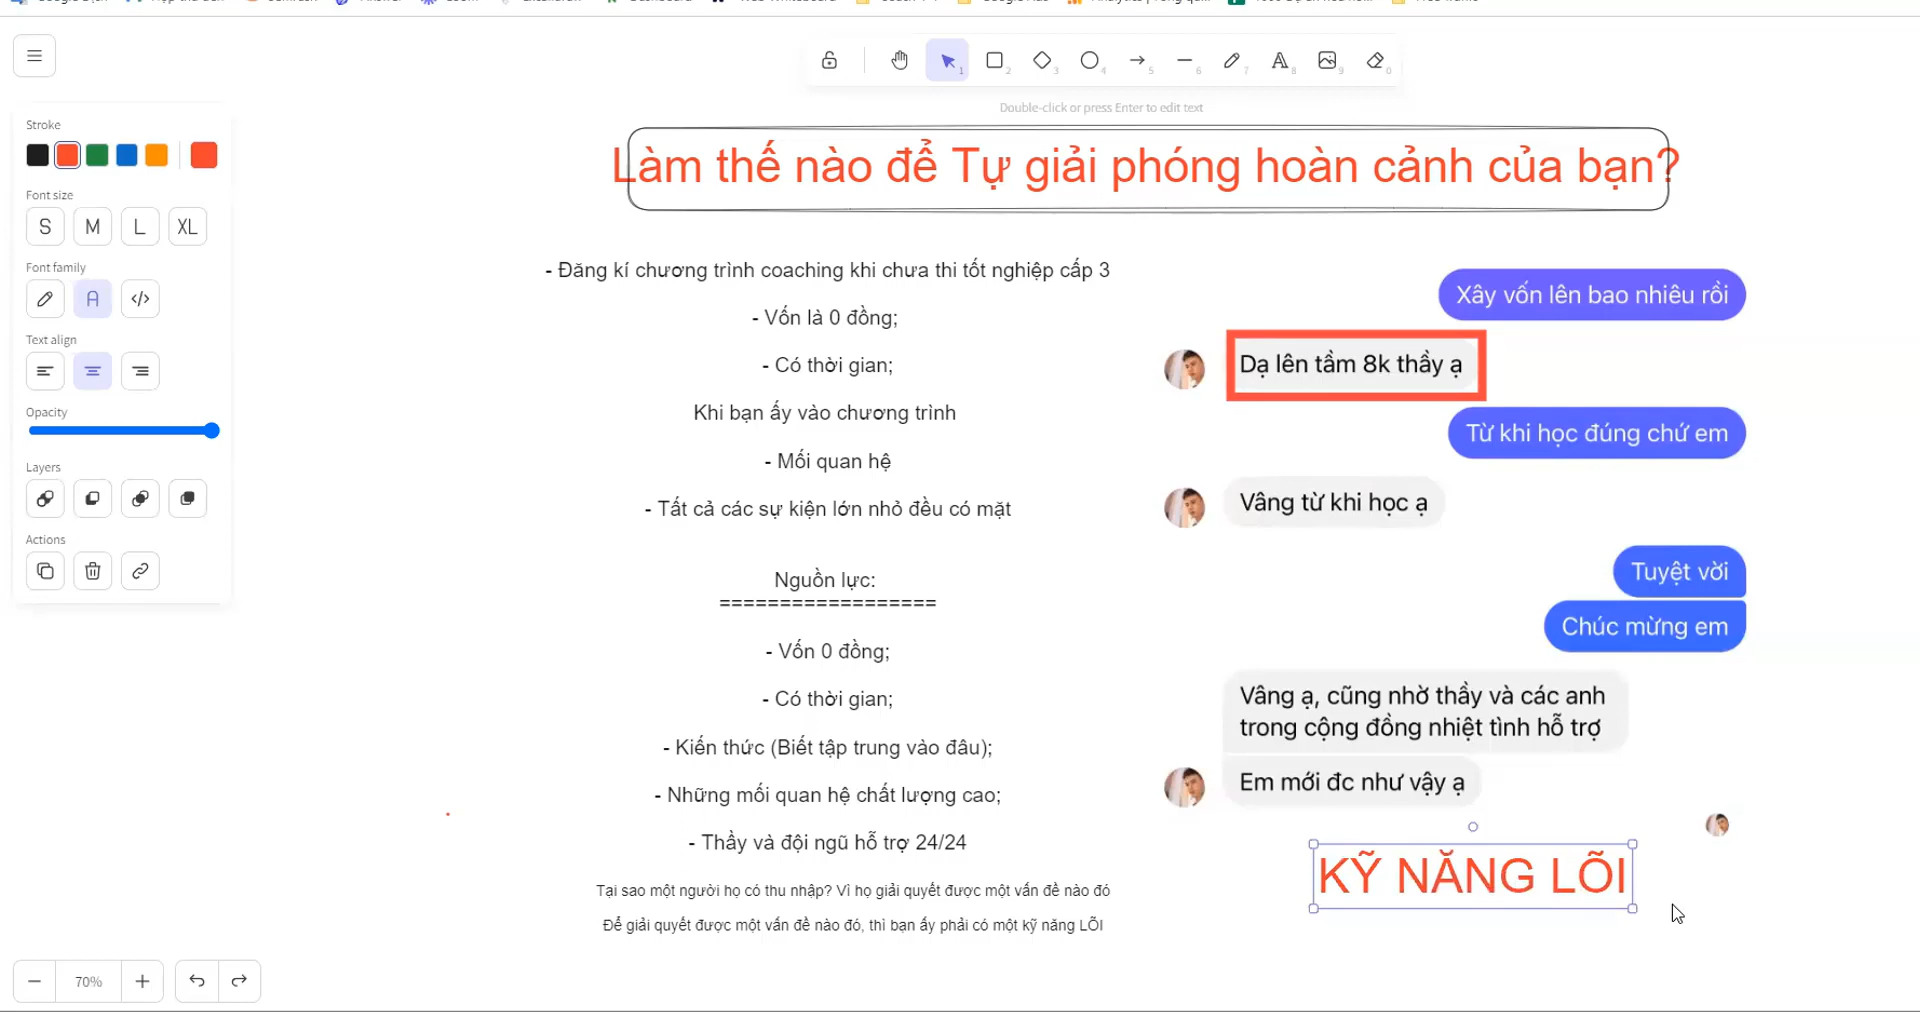 Double-click or press Enter to edit text
Stroke
Font size
S M L XL
Font family
Text align
Opacity
Layers
Actions
70%
Làm thế nào để Tự giải phóng hoàn cảnh của bạn?
- Đăng kí chương trình coaching khi chưa thi tốt nghiệp cấp 3
- Vốn là 0 đồng;
- Có thời gian;
Khi bạn ấy vào chương trình
- Mối quan hệ
- Tất cả các sự kiện lớn nhỏ đều có mặt
Nguồn lực:
==================
- Vốn 0 đồng;
- Có thời gian;
- Kiến thức (Biết tập trung vào đâu);
- Những mối quan hệ chất lượng cao;
- Thầy và đội ngũ hỗ trợ 24/24
Tại sao một người họ có thu nhập? Vì họ giải quyết được một vấn đề nào đó
Để giải quyết được một vấn đề nào đó, thì bạn ấy phải có một kỹ năng LÕI
Xây vốn lên bao nhiêu rồi
Dạ lên tầm 8k thầy ạ
Từ khi học đúng chứ em
Vâng từ khi học ạ
Tuyệt vời
Chúc mừng em
Vâng ạ, cũng nhờ thầy và các anh
trong cộng đồng nhiệt tình hỗ trợ
Em mới đc như vậy ạ
KỸ NĂNG LÕI